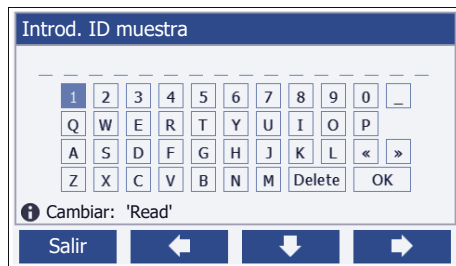 Introd. ID muestra
_ _ _ _ _ _ _ _ _ _ _ _ _ _ _ _
1 2 3 4 5 6 7 8 9 0 _
Q W E R T Y U I O P
A S D F G H J K L « »
Z X C V B N M Delete OK
Cambiar: 'Read'
Salir